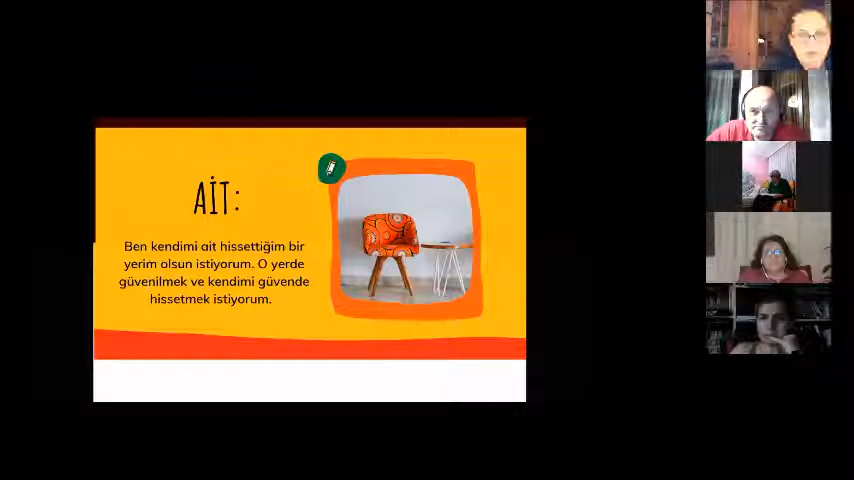 AİT:
Ben kendimi ait hissettiğim bir
yerim olsun istiyorum. O yerde
güvenilmek ve kendimi güvende
hissetmek istiyorum.